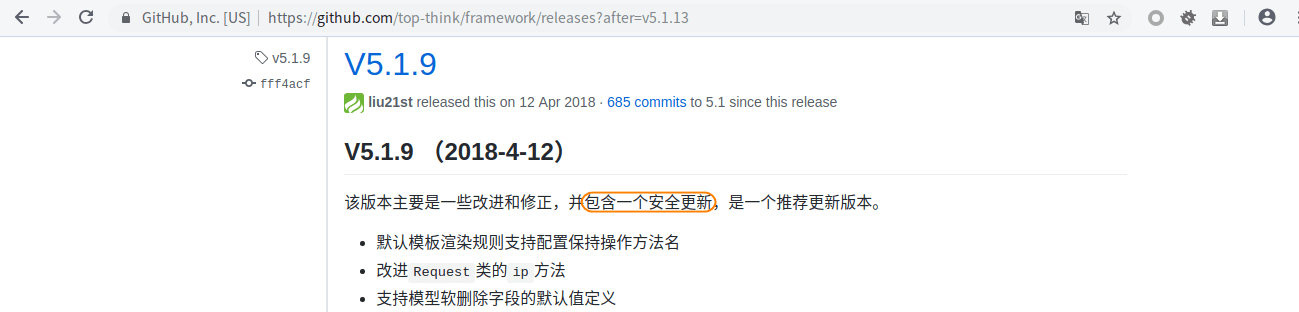 GitHub, Inc. [US] | https://github.com/top-think/framework/releases?after=v5.1.13
v5.1.9
fff4acf
V5.1.9
liu21st released this on 12 Apr 2018 · 685 commits to 5.1 since this release
V5.1.9 （2018-4-12）
该版本主要是一些改进和修正，并包含一个安全更新，是一个推荐更新版本。
• 默认模板渲染规则支持配置保持操作方法名
• 改进 Request 类的 ip 方法
• 支持模型软删除字段的默认值定义